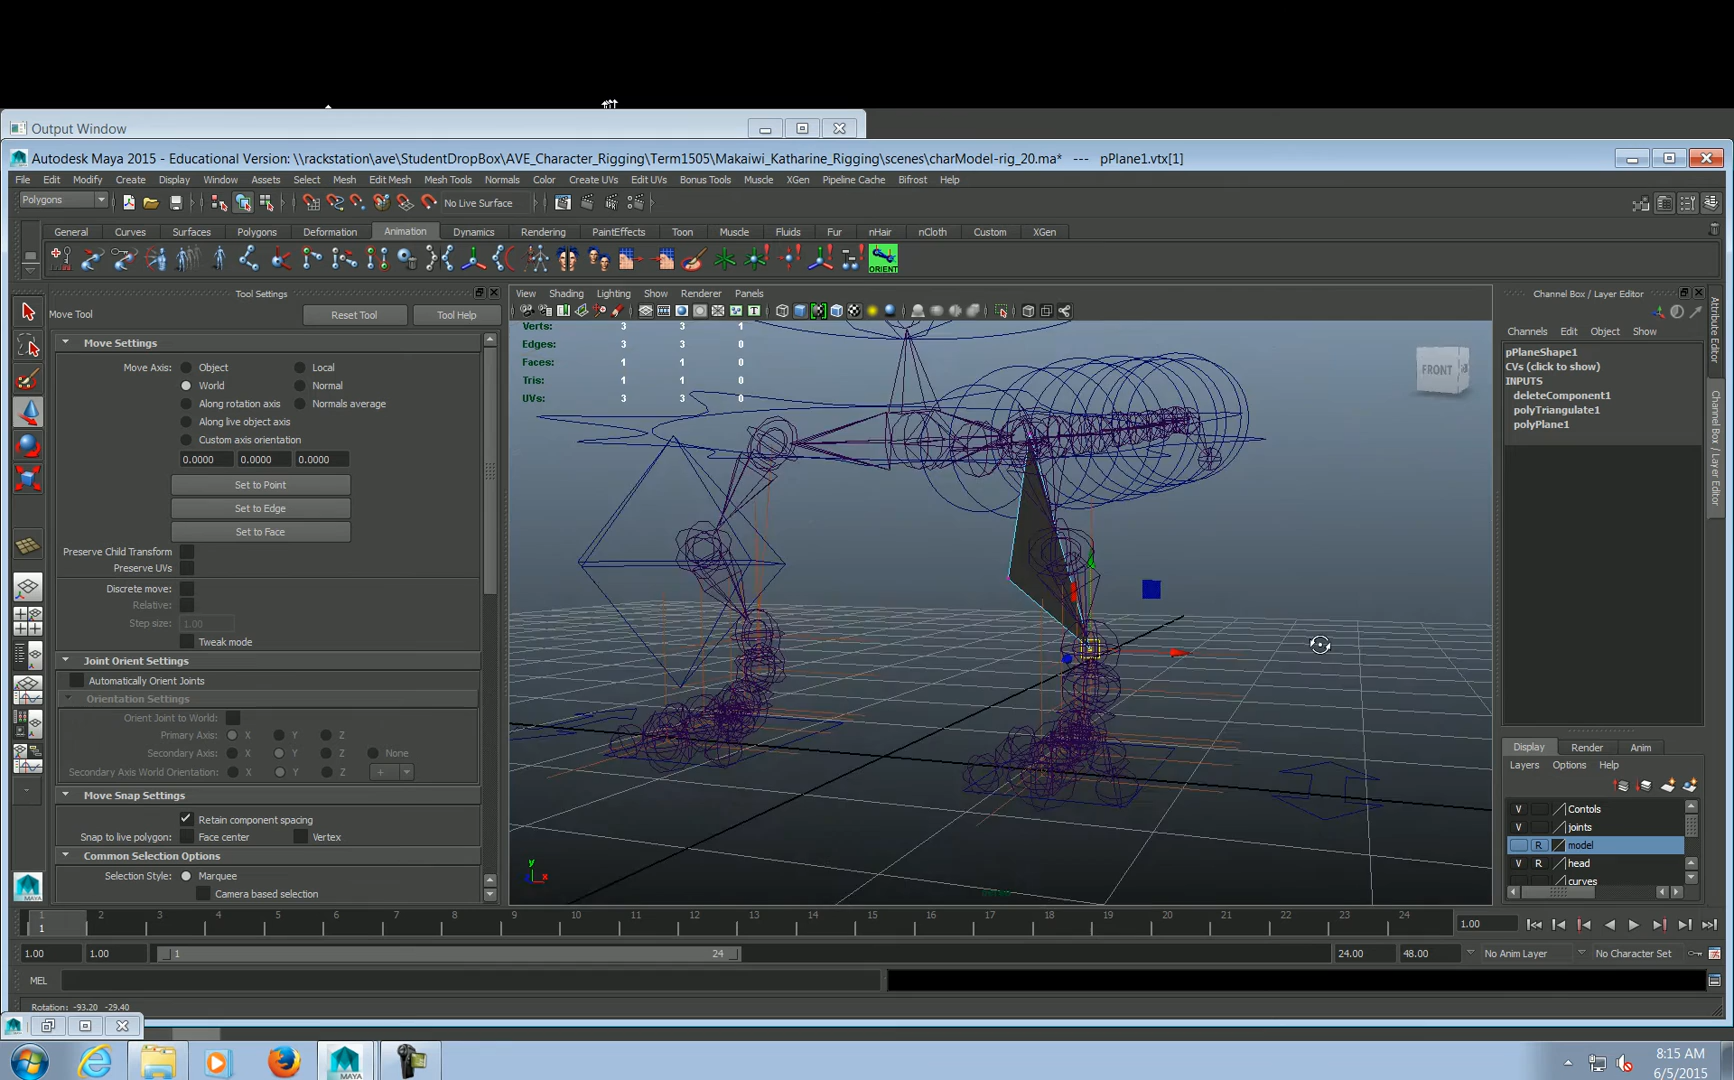 Output Window
Autodesk Maya 2015 - Educational Version: \\rackstation\ave\StudentDropBox\AVE_Character_Rigging\Term1505\Makaiwi_Katharine_Rigging\scenes\charModel-rig_20.ma* --- pPlane1.vtx[1]
File Edit Modify Create Display Window Assets Select Mesh Edit Mesh Mesh Tools Normals Color Create UVs Edit UVs Bonus Tools Muscle XGen Pipeline Cache Bifrost Help
Polygons No Live Surface
General Curves Surfaces Polygons Deformation Animation Dynamics Rendering PaintEffects Toon Muscle Fluids Fur nHair nCloth Custom XGen
ORIENT
Tool Settings
Move Tool Reset Tool Tool Help
Move Settings
Move Axis: Object Local
World Normal
Along rotation axis Normals average
Along live object axis
Custom axis orientation
0.0000 0.0000 0.0000
Set to Point
Set to Edge
Set to Face
Preserve Child Transform
Preserve UVs
Discrete move:
Relative:
Step size: 1.00
Tweak mode
Joint Orient Settings
Automatically Orient Joints
Orientation Settings
Orient Joint to World:
Primary Axis: X Y Z
Secondary Axis: X Y Z None
Secondary Axis World Orientation: X Y Z +
Move Snap Settings
Retain component spacing
Snap to live polygon: Face center Vertex
Common Selection Options
Selection Style: Marquee
Camera based selection
View Shading Lighting Show Renderer Panels
Verts: 3 3 1
Edges: 3 3 0
Faces: 1 1 0
Tris: 1 1 0
UVs: 3 3 0
FRONT
y
x
Channel Box / Layer Editor
Channels Edit Object Show
pPlaneShape1
CVs (click to show)
INPUTS
deleteComponent1
polyTriangulate1
polyPlane1
Attribute Editor
Channel Box / Layer Editor
Display Render Anim
Layers Options Help
V Contols
V joints
R model
V R head
curves
1 2 3 4 5 6 7 8 9 10 11 12 13 14 15 16 17 18 19 20 21 22 23 24
1 1.00
1.00 1.00 1 24 24.00 48.00 No Anim Layer No Character Set
MEL
Rotation: -93.20 -29.40
MAYA
8:15 AM
6/5/2015